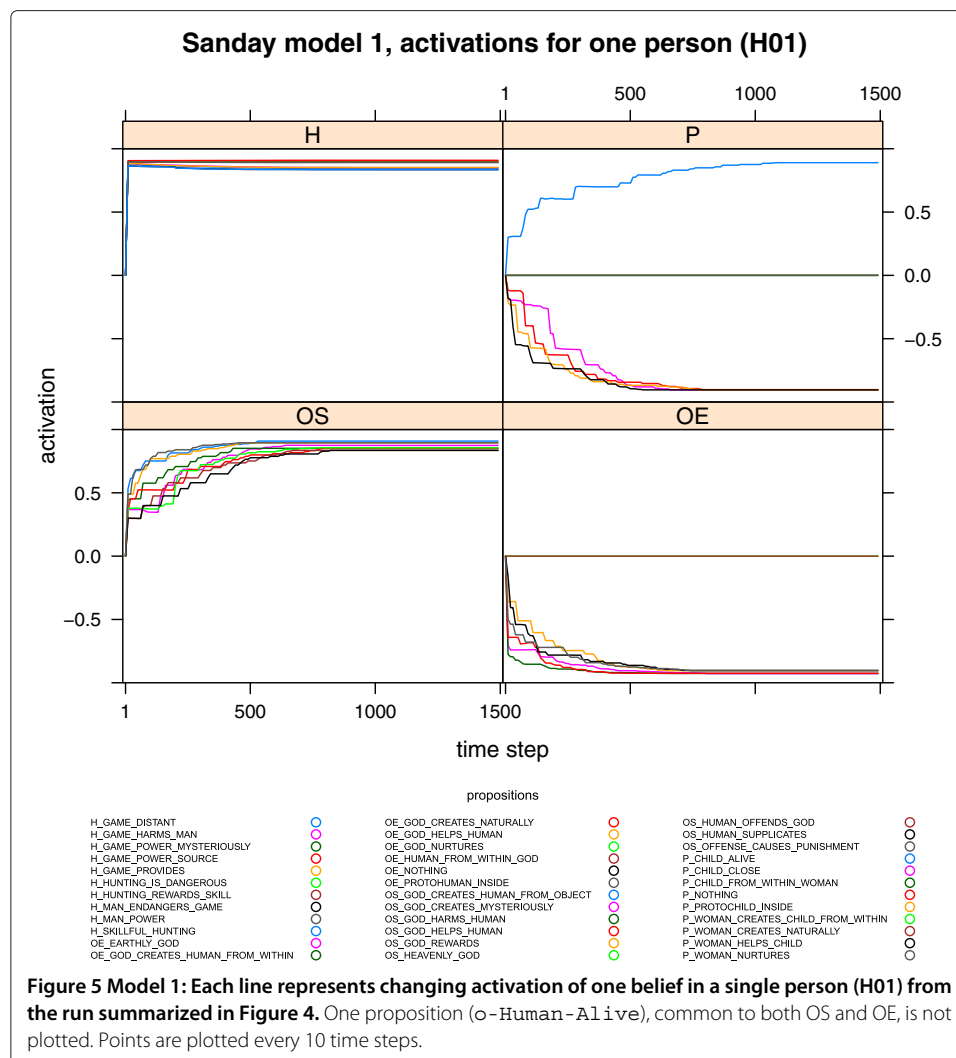 Sanday model 1, activations for one person (H01)
1 500 1000 1500
H P
0.5
0.0
−0.5
activation
OS OE
0.5
0.0
−0.5
1 500 1000 1500
time step
propositions
H_GAME_DISTANT OE_GOD_CREATES_NATURALLY OS_HUMAN_OFFENDS_GOD
H_GAME_HARMS_MAN OE_GOD_HELPS_HUMAN OS_HUMAN_SUPPLICATES
H_GAME_POWER_MYSTERIOUSLY OE_GOD_NURTURES OS_OFFENSE_CAUSES_PUNISHMENT
H_GAME_POWER_SOURCE OE_HUMAN_FROM_WITHIN_GOD P_CHILD_ALIVE
H_GAME_PROVIDES OE_NOTHING P_CHILD_CLOSE
H_HUNTING_IS_DANGEROUS OE_PROTOHUMAN_INSIDE P_CHILD_FROM_WITHIN_WOMAN
H_HUNTING_REWARDS_SKILL OS_GOD_CREATES_HUMAN_FROM_OBJECT P_NOTHING
H_MAN_ENDANGERS_GAME OS_GOD_CREATES_MYSTERIOUSLY P_PROTOCHILD_INSIDE
H_MAN_POWER OS_GOD_HARMS_HUMAN P_WOMAN_CREATES_CHILD_FROM_WITHIN
H_SKILLFUL_HUNTING OS_GOD_HELPS_HUMAN P_WOMAN_CREATES_NATURALLY
OE_EARTHLY_GOD OS_GOD_REWARDS P_WOMAN_HELPS_CHILD
OE_GOD_CREATES_HUMAN_FROM_WITHIN OS_HEAVENLY_GOD P_WOMAN_NURTURES
Figure 5 Model 1: Each line represents changing activation of one belief in a single person (H01) from
the run summarized in Figure 4. One proposition (o-Human-Alive), common to both OS and OE, is not
plotted. Points are plotted every 10 time steps.